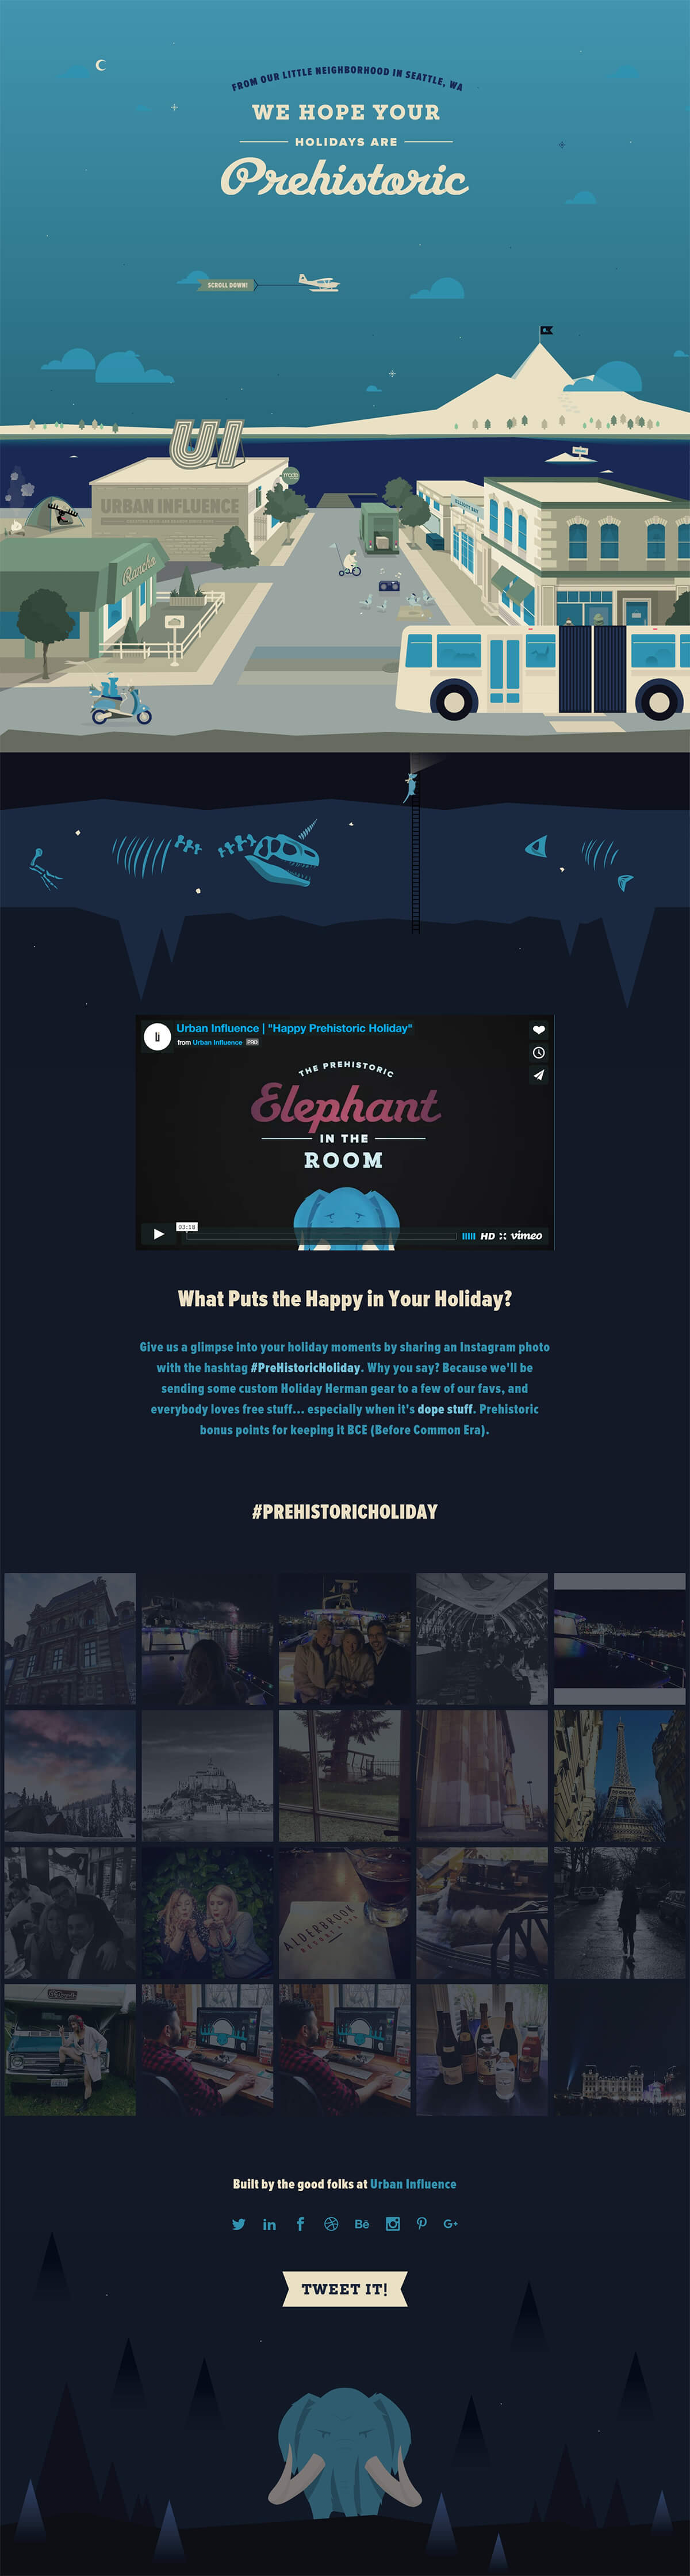 FROM OUR LITTLE NEIGHBORHOOD IN SEATTLE, WA
WE HOPE YOUR
HOLIDAYS ARE
Prehistoric
SCROLL DOWN!
UI
URBAN INFLUENCE
Rancho
Urban Influence | "Happy Prehistoric Holiday"
from Urban Influence PRO
THE PREHISTORIC
Elephant
IN THE
ROOM
03:18
HD vimeo
What Puts the Happy in Your Holiday?
Give us a glimpse into your holiday moments by sharing an Instagram photo
with the hashtag #PreHistoricHoliday. Why you say? Because we'll be
sending some custom Holiday Herman gear to a few of our favs, and
everybody loves free stuff... especially when it's dope stuff. Prehistoric
bonus points for keeping it BCE (Before Common Era).
#PREHISTORICHOLIDAY
ALDERBROOK
Built by the good folks at Urban Influence
in f Bē G+
TWEET IT!